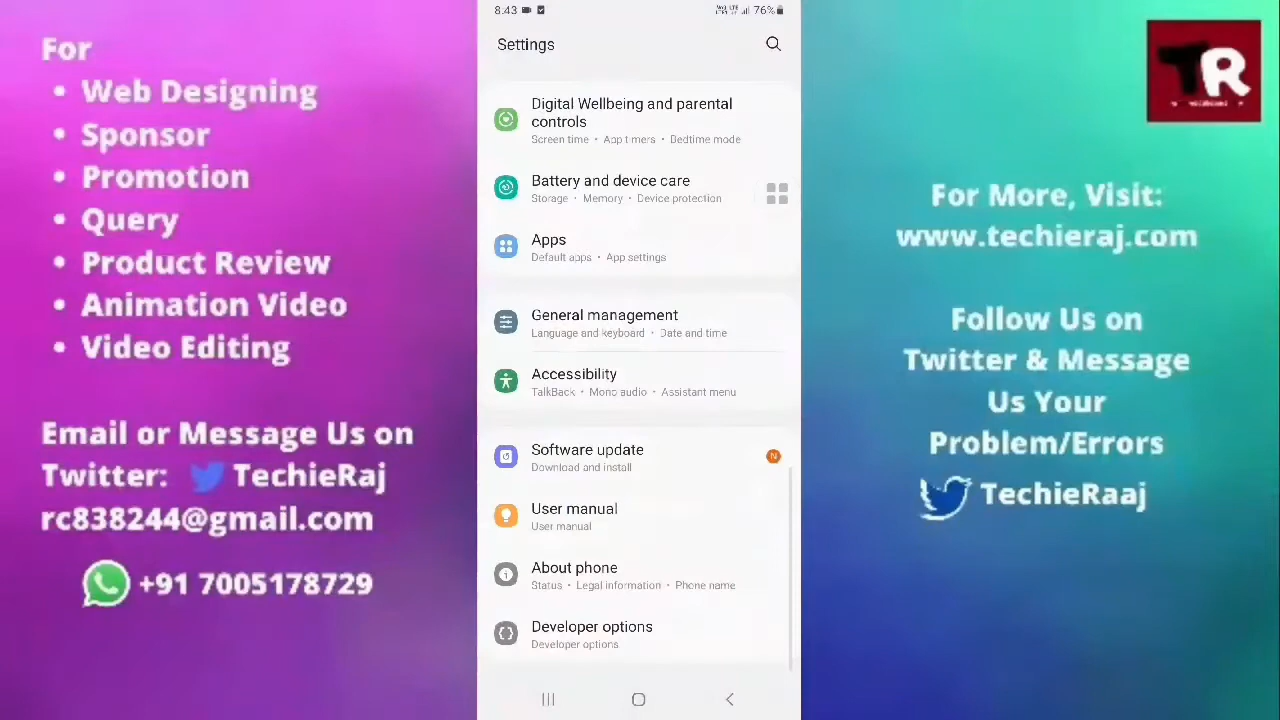 For
• Web Designing
• Sponsor
• Promotion
• Query
• Product Review
• Animation Video
• Video Editing
Email or Message Us on
Twitter: TechieRaj
rc838244@gmail.com
+91 7005178729
8:43
76%
Settings
Digital Wellbeing and parental
controls
Screen time • App timers • Bedtime mode
Battery and device care
Storage • Memory • Device protection
Apps
Default apps • App settings
General management
Language and keyboard • Date and time
Accessibility
TalkBack • Mono audio • Assistant menu
Software update
Download and install
N
User manual
User manual
About phone
Status • Legal information • Phone name
Developer options
Developer options
TR
For More, Visit:
www.techieraj.com
Follow Us on
Twitter & Message
Us Your
Problem/Errors
TechieRaaj